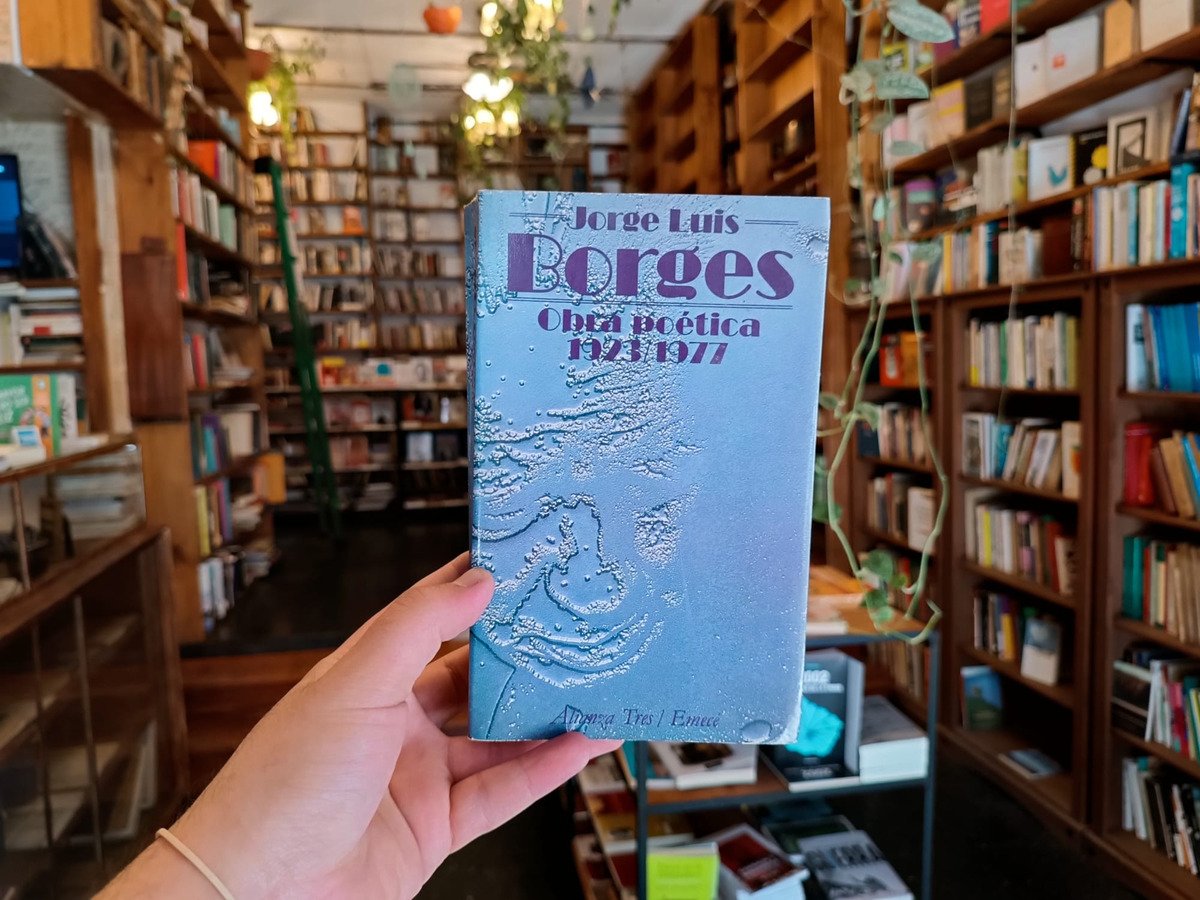 Jorge Luis
Borges
Obra poética
1923/1977
Alianza Tres / Emecé